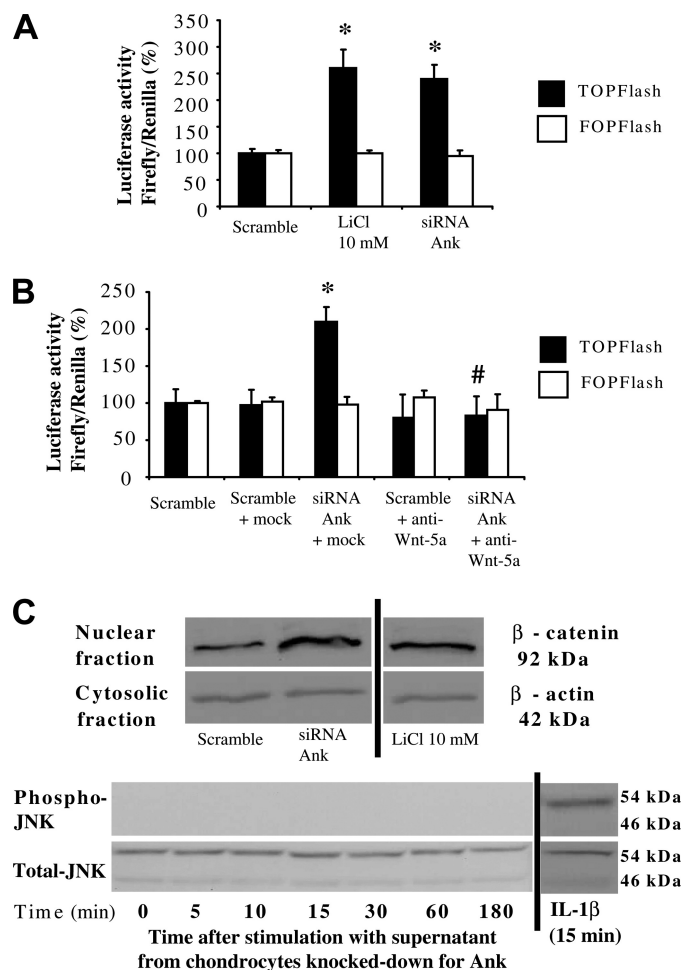 A
Luciferase activity
Firefly/Renilla (%)
350
300
250
200
150
100
50
0
*
*
Scramble
LiCl
10 mM
siRNA
Ank
TOPFlash
FOPFlash
B
Luciferase activity
Firefly/Renilla (%)
250
200
150
100
50
0
*
#
Scramble
Scramble
+ mock
siRNA
Ank
+ mock
Scramble
+ anti-
Wnt-5a
siRNA
Ank
+ anti-
Wnt-5a
TOPFlash
FOPFlash
C
Nuclear
fraction
β - catenin
92 kDa
Cytosolic
fraction
β - actin
42 kDa
Scramble
siRNA
Ank
LiCl 10 mM
Phospho-
JNK
54 kDa
46 kDa
Total-JNK
54 kDa
46 kDa
Time (min) 0 5 10 15 30 60 180
IL-1β
(15 min)
Time after stimulation with supernatant
from chondrocytes knocked-down for Ank